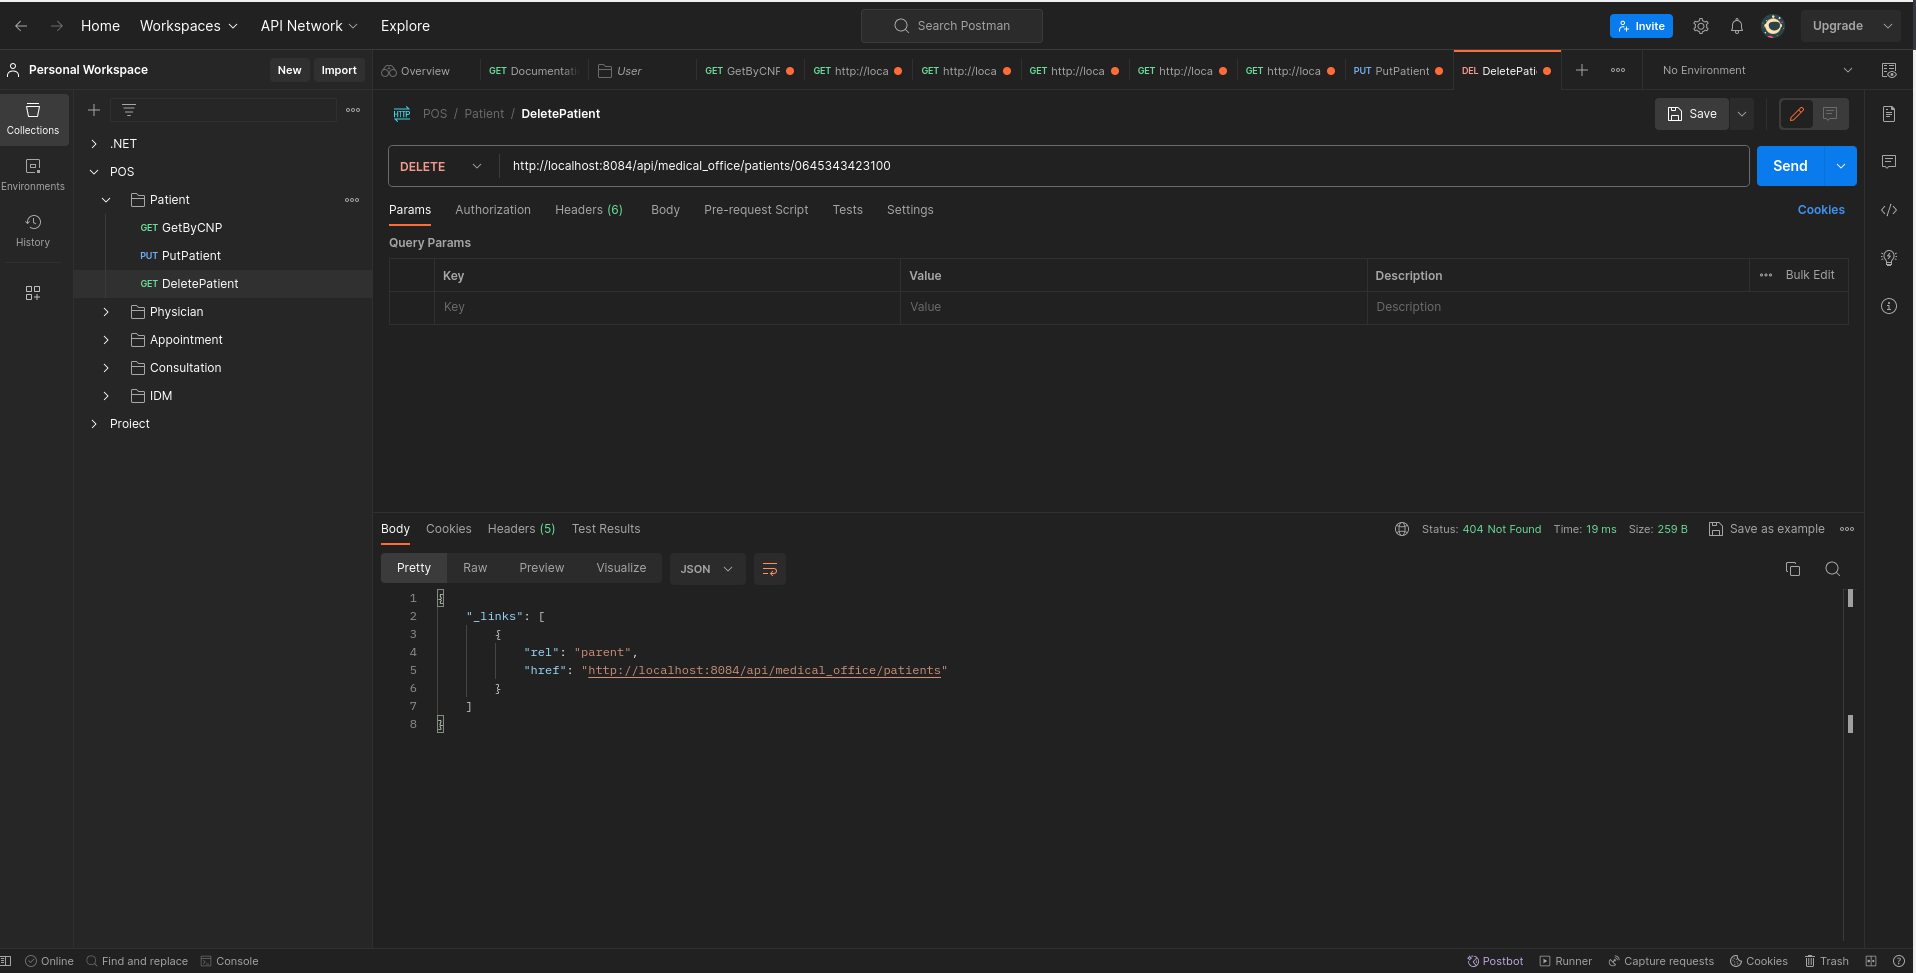 Home Workspaces API Network Explore Search Postman Invite Upgrade
Personal Workspace New Import Overview GET Documentati User GET GetByCNP GET http://loca GET http://loca GET http://loca GET http://loca GET http://loca PUT PutPatient DEL DeletePati No Environment
Collections
Environments
History
.NET
POS
Patient
GET GetByCNP
PUT PutPatient
GET DeletePatient
Physician
Appointment
Consultation
IDM
Proiect
HTTP POS / Patient / DeletePatient Save
DELETE http://localhost:8084/api/medical_office/patients/0645343423100 Send
Params Authorization Headers (6) Body Pre-request Script Tests Settings Cookies
Query Params
Key Value Description Bulk Edit
Key Value Description
Body Cookies Headers (5) Test Results Status: 404 Not Found Time: 19 ms Size: 259 B Save as example
Pretty Raw Preview Visualize JSON
1 {
2 "_links": [
3 {
4 "rel": "parent",
5 "href": "http://localhost:8084/api/medical_office/patients"
6 }
7 ]
8 }
Online Find and replace Console Postbot Runner Capture requests Cookies Trash